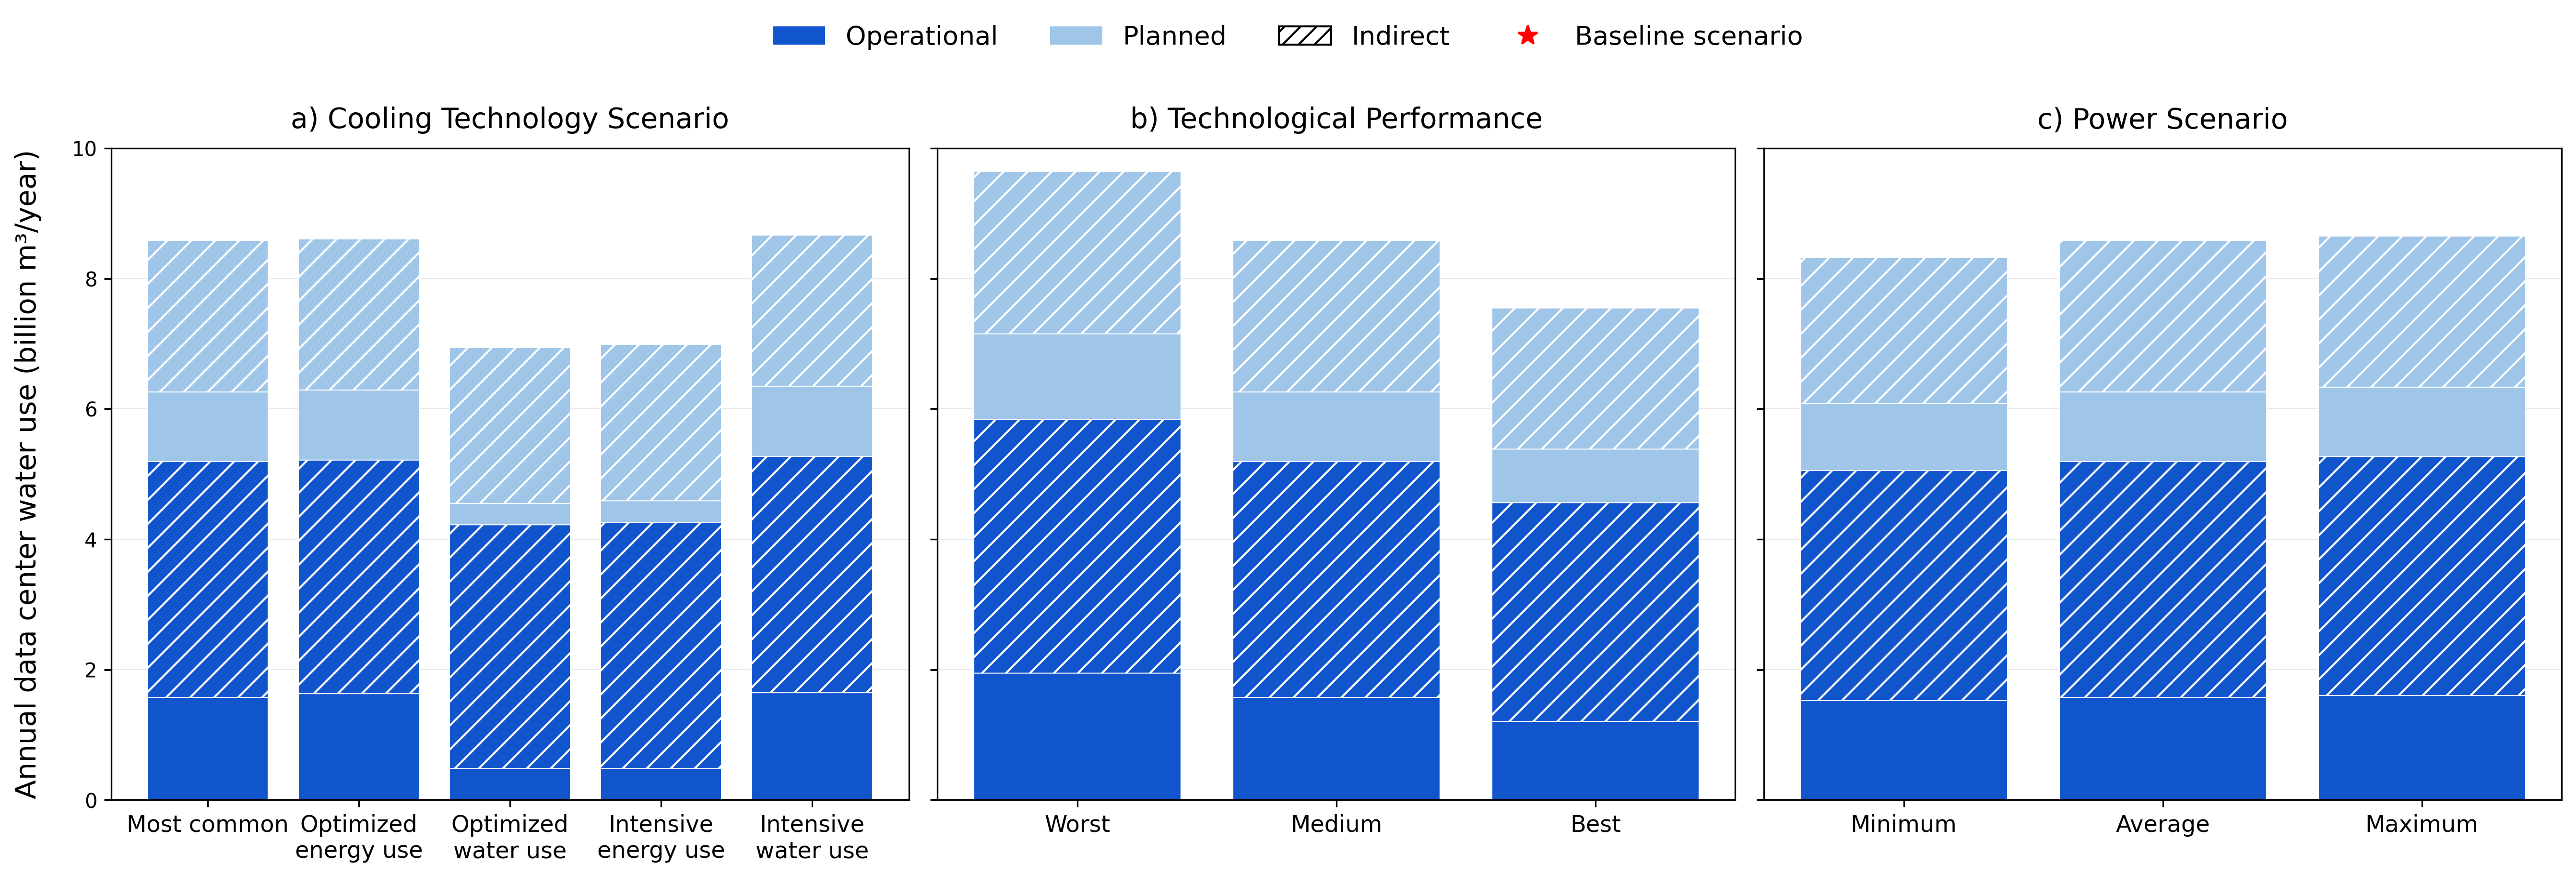 Operational Planned Indirect Baseline scenario
a) Cooling Technology Scenario
b) Technological Performance
c) Power Scenario
Annual data center water use (billion m³/year)
10
8
6
4
2
0
Most common
Optimized
energy use
Optimized
water use
Intensive
energy use
Intensive
water use
Worst
Medium
Best
Minimum
Average
Maximum